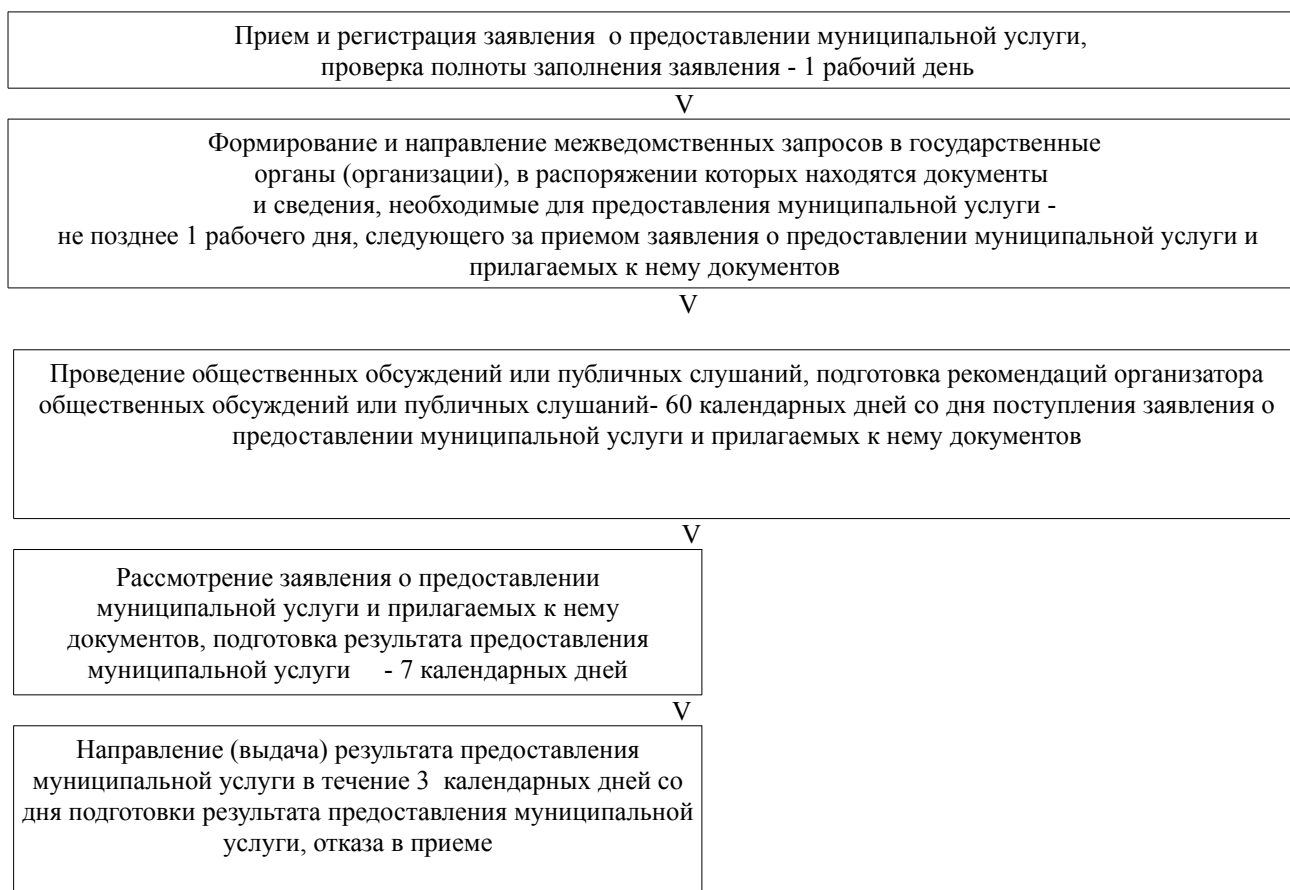 Прием и регистрация заявления  о предоставлении муниципальной услуги,
проверка полноты заполнения заявления - 1 рабочий день
V
Формирование и направление межведомственных запросов в государственные
органы (организации), в распоряжении которых находятся документы
и сведения, необходимые для предоставления муниципальной услуги -
не позднее 1 рабочего дня, следующего за приемом заявления о предоставлении муниципальной услуги и
прилагаемых к нему документов
V
Проведение общественных обсуждений или публичных слушаний, подготовка рекомендаций организатора
общественных обсуждений или публичных слушаний- 60 календарных дней со дня поступления заявления о
предоставлении муниципальной услуги и прилагаемых к нему документов
V
Рассмотрение заявления о предоставлении
муниципальной услуги и прилагаемых к нему
документов, подготовка результата предоставления
муниципальной услуги     - 7 календарных дней
V
Направление (выдача) результата предоставления
муниципальной услуги в течение 3  календарных дней со
дня подготовки результата предоставления муниципальной
услуги, отказа в приеме